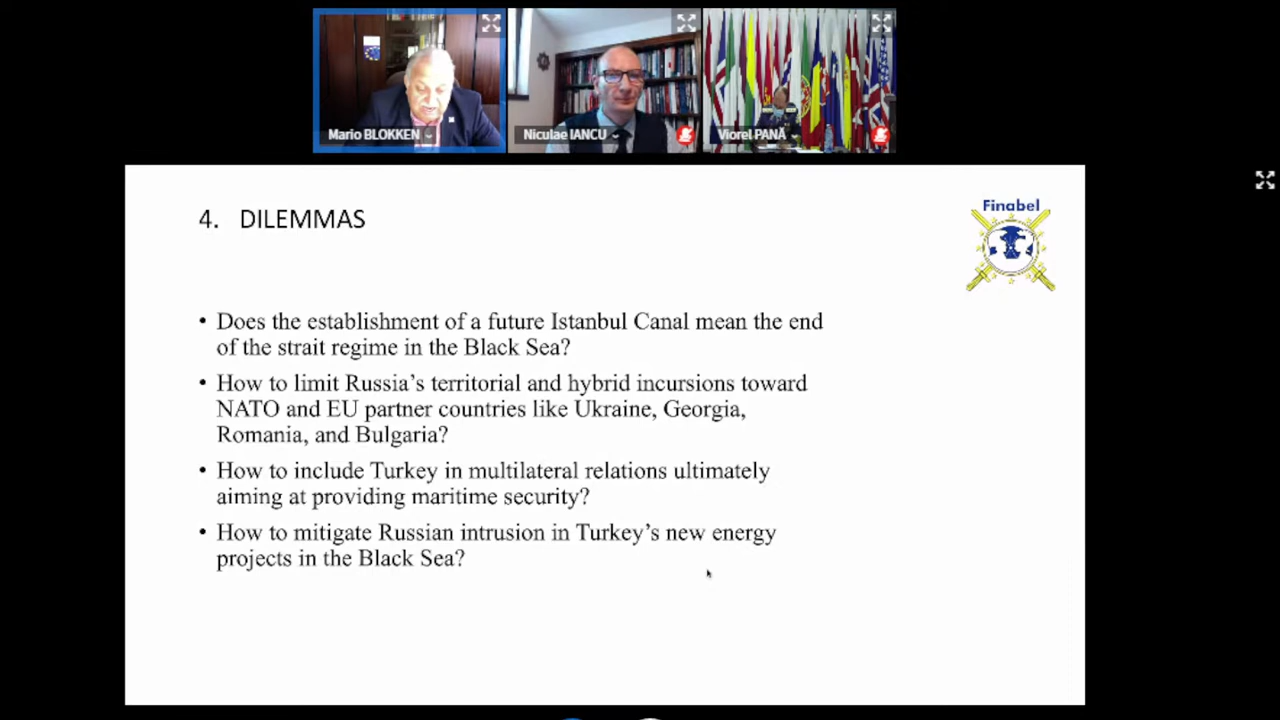 Mario BLOKKEN
Niculae IANCU
Viorel PANĂ
4. DILEMMAS
Finabel
• Does the establishment of a future Istanbul Canal mean the end
of the strait regime in the Black Sea?
• How to limit Russia’s territorial and hybrid incursions toward
NATO and EU partner countries like Ukraine, Georgia,
Romania, and Bulgaria?
• How to include Turkey in multilateral relations ultimately
aiming at providing maritime security?
• How to mitigate Russian intrusion in Turkey’s new energy
projects in the Black Sea?